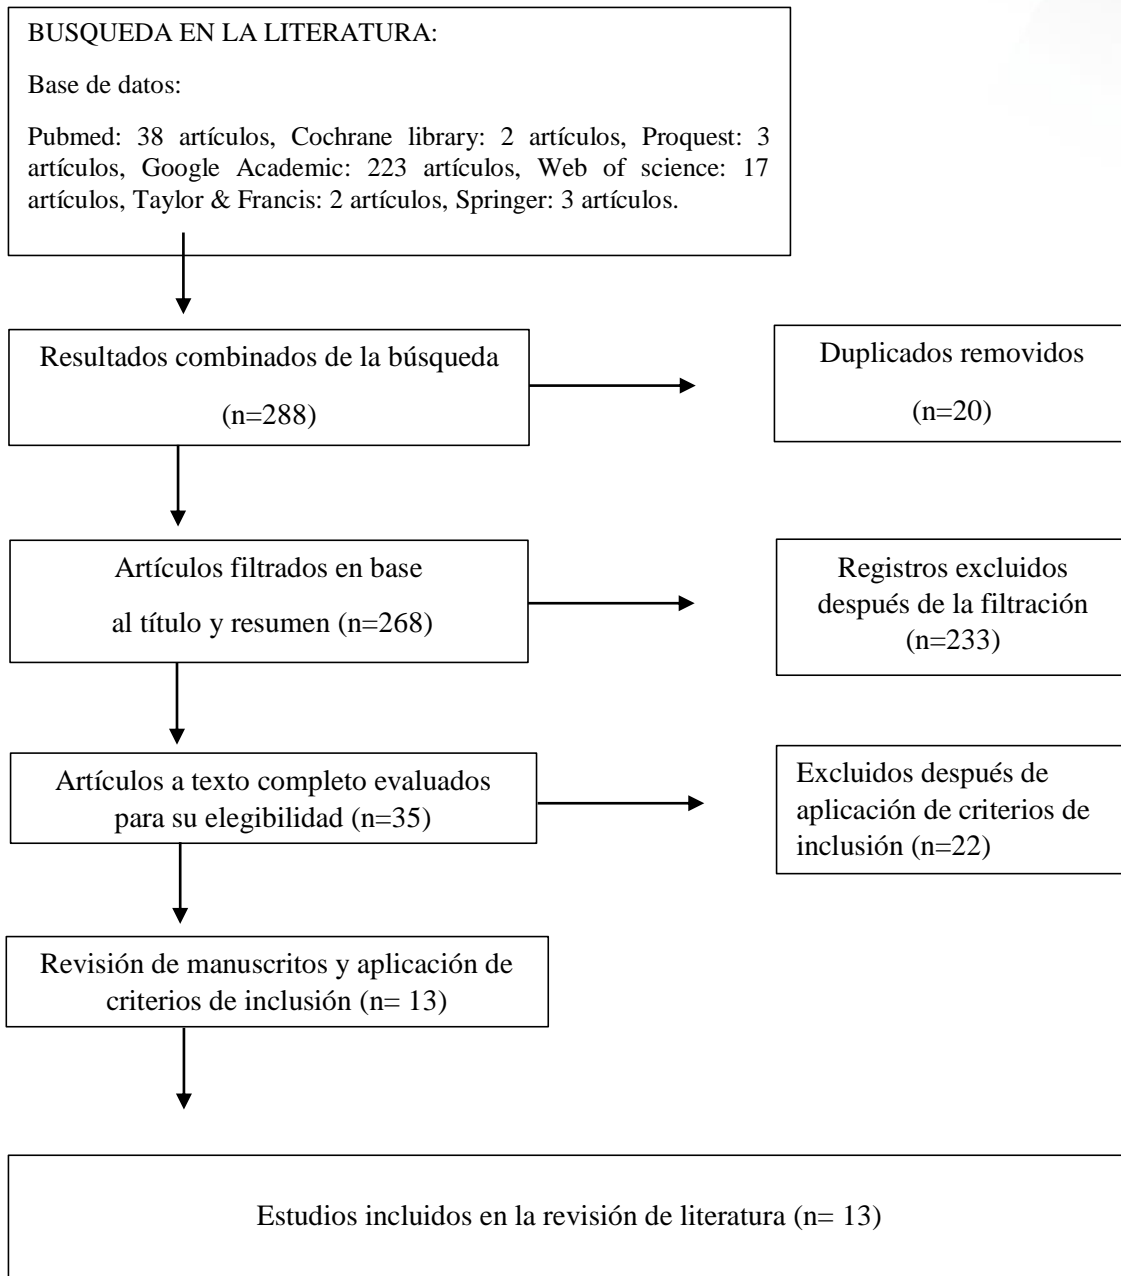 BUSQUEDA EN LA LITERATURA:
Base de datos:
Pubmed: 38 artículos, Cochrane library: 2 artículos, Proquest: 3
artículos, Google Academic: 223 artículos, Web of science: 17
artículos, Taylor & Francis: 2 artículos, Springer: 3 artículos.
Resultados combinados de la búsqueda
(n=288)
Duplicados removidos
(n=20)
Artículos filtrados en base
al título y resumen (n=268)
Registros excluidos
después de la filtración
(n=233)
Artículos a texto completo evaluados
para su elegibilidad (n=35)
Excluidos después de
aplicación de criterios de
inclusión (n=22)
Revisión de manuscritos y aplicación de
criterios de inclusión (n= 13)
Estudios incluidos en la revisión de literatura (n= 13)